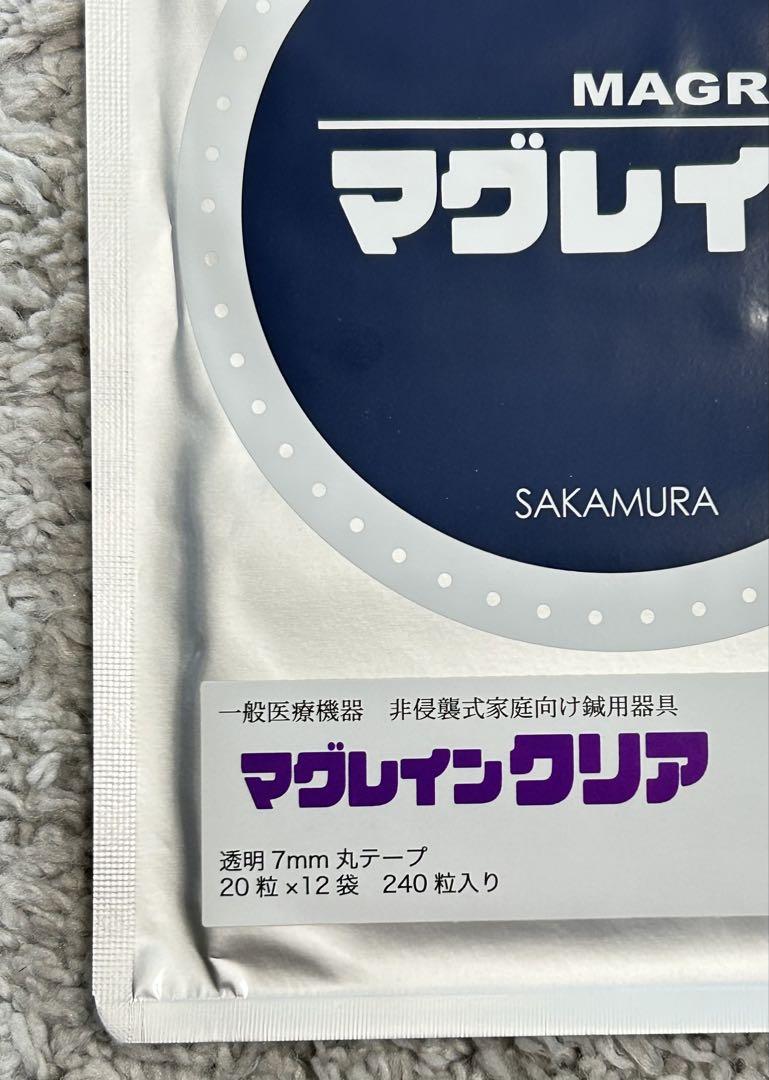 MAGR
マグレイ
SAKAMURA
一般医療機器　非侵襲式家庭向け鍼用器具
マグレインクリア
透明 7mm 丸テープ
20 粒 ×12 袋　240 粒入り